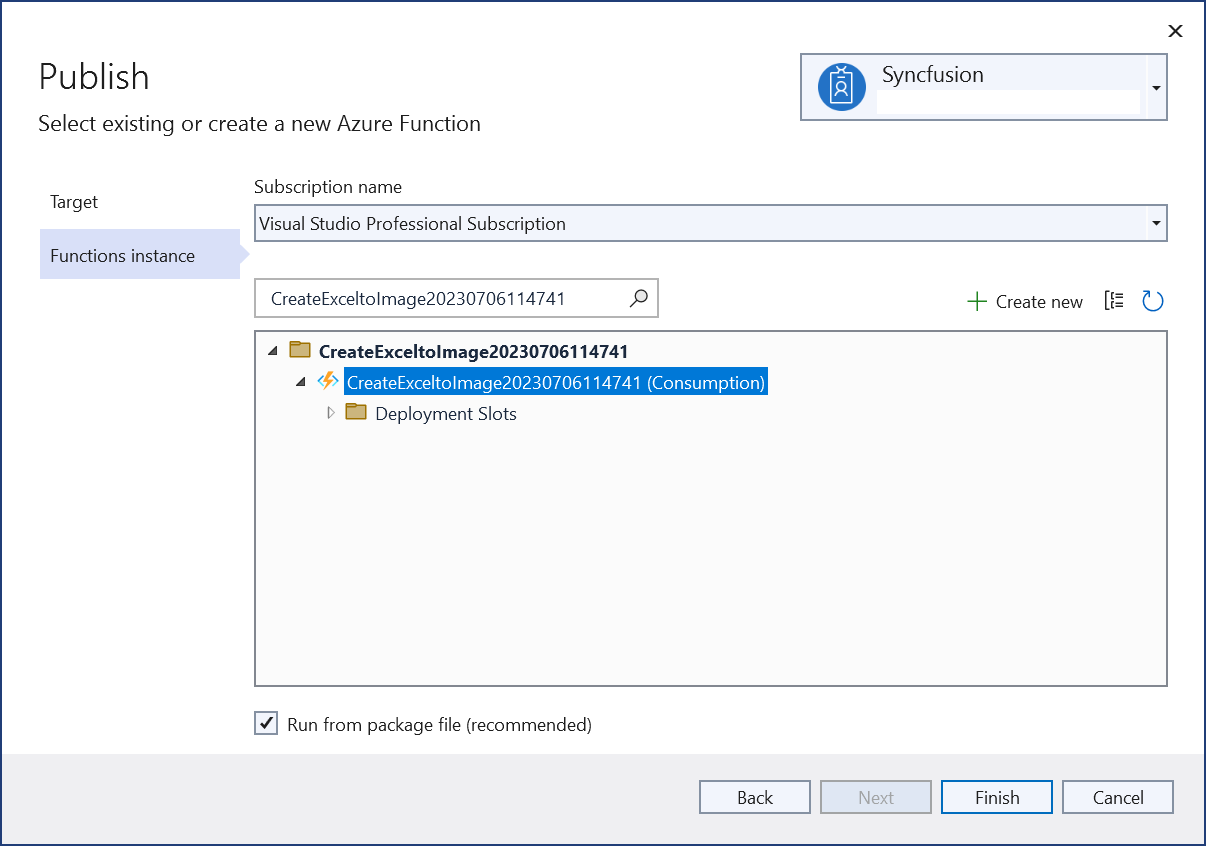 Publish
Syncfusion
Select existing or create a new Azure Function
Target
Functions instance
Subscription name
Visual Studio Professional Subscription
CreateExceltoImage20230706114741
Create new
CreateExceltoImage20230706114741
CreateExceltoImage20230706114741 (Consumption)
Deployment Slots
Run from package file (recommended)
Back
Next
Finish
Cancel